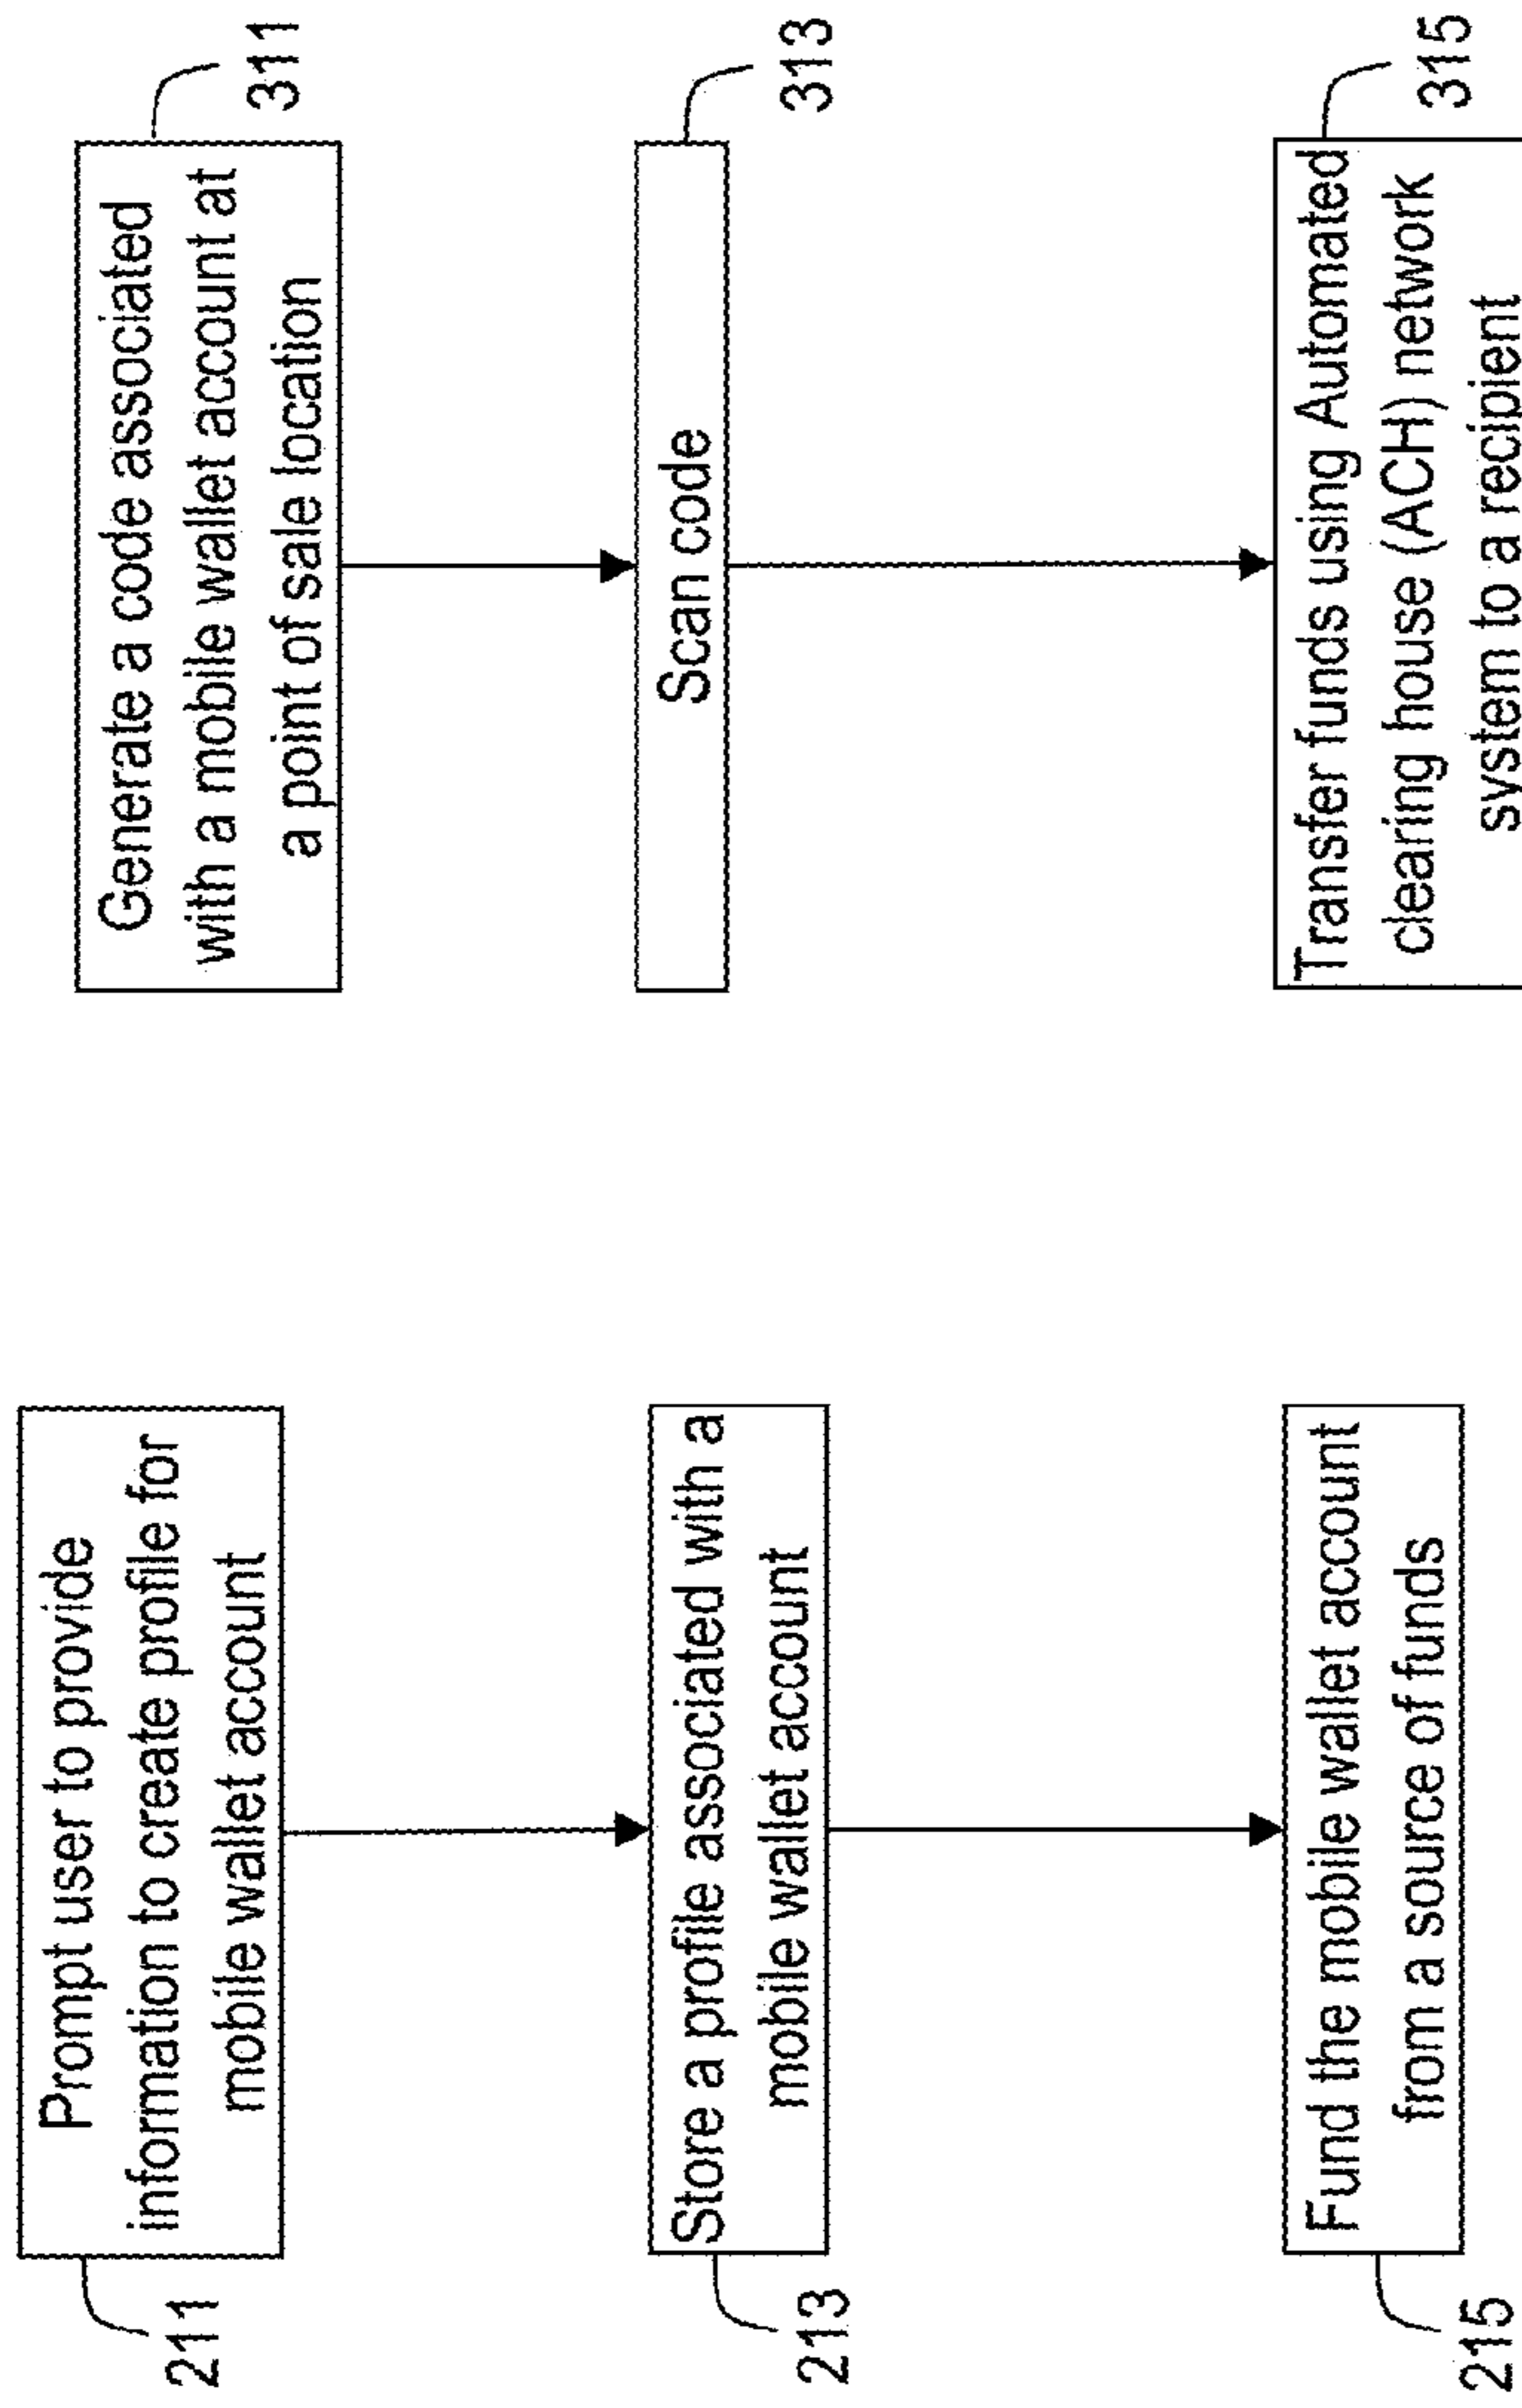 Prompt user to provide
information to create profile for
mobile wallet account
211
Store a profile associated with a
mobile wallet account
213
Fund the mobile wallet account
from a source of funds
215
Generate a code associated
with a mobile wallet account at
a point of sale location
311
Scan code
313
Transfer funds using Automated
clearing house (ACH) network
system to a recipient
315